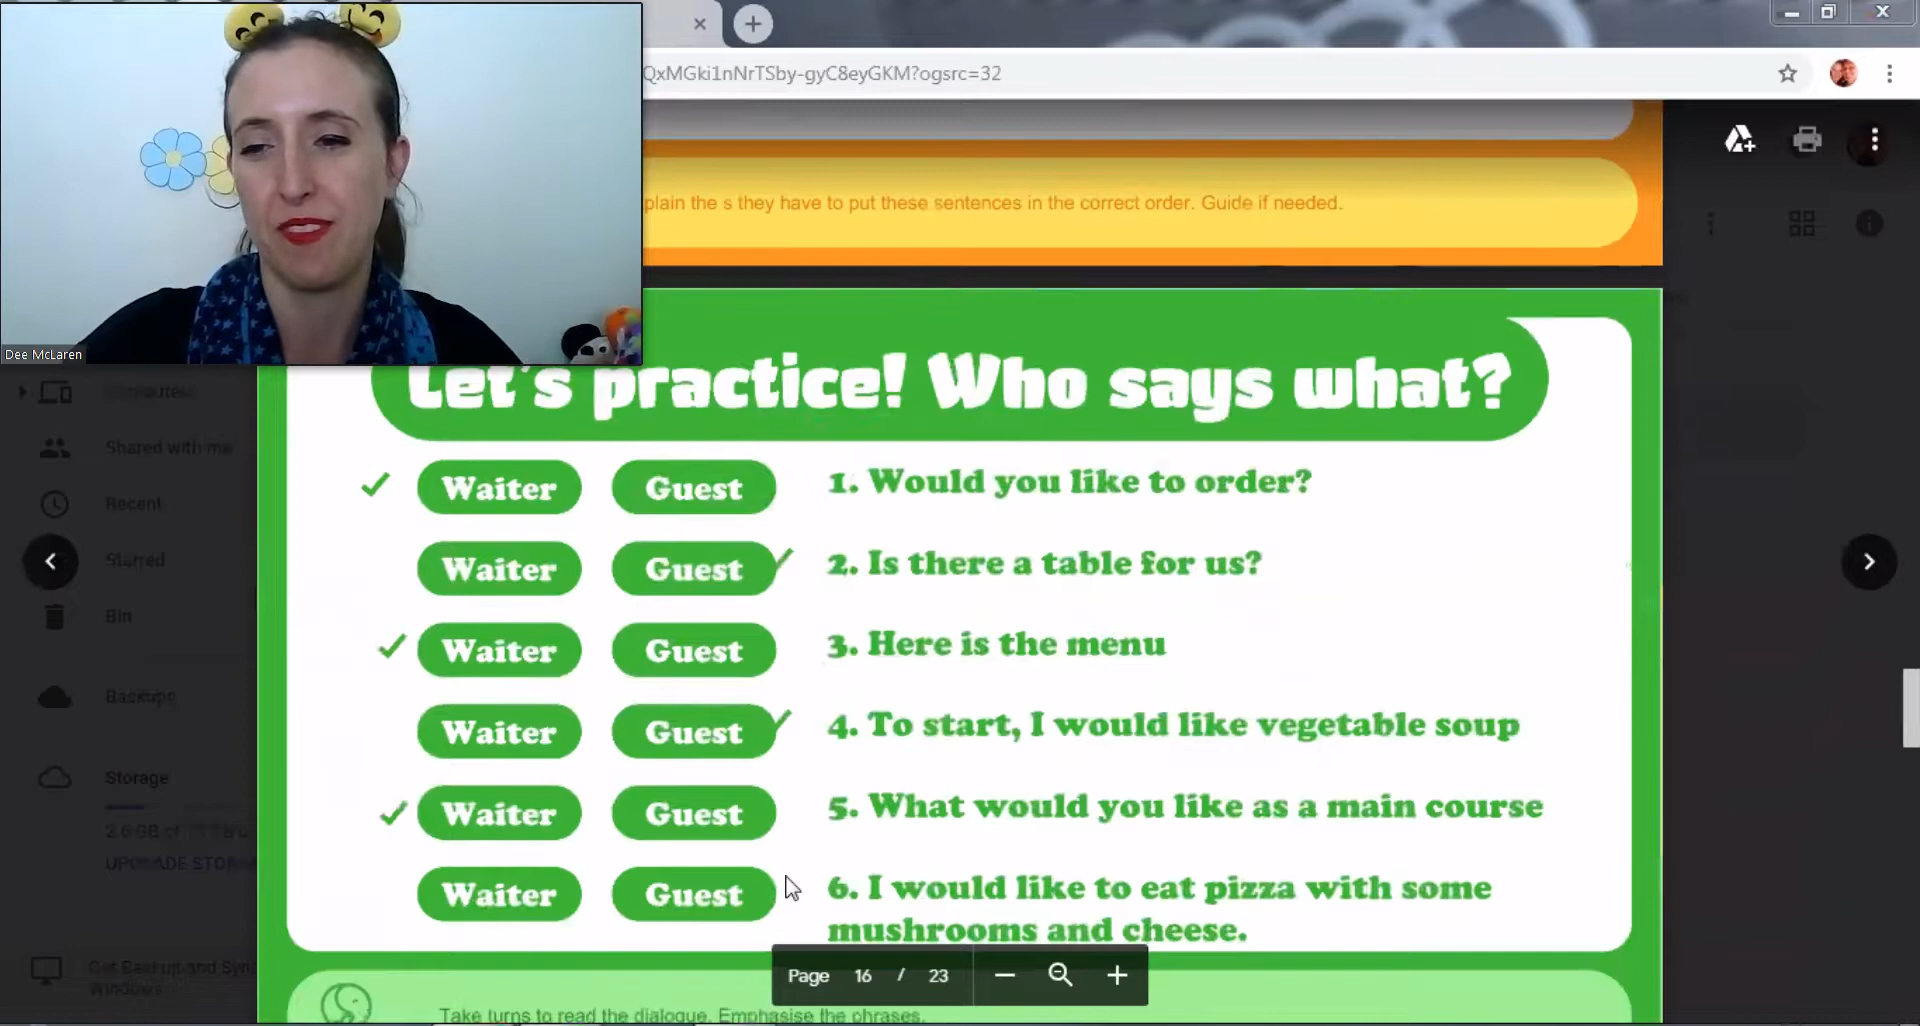 QxMGki1nNrTSby-gyC8eyGKM?ogsrc=32
plain the s they have to put these sentences in the correct order. Guide if needed.
Dee McLaren
Let's practice! Who says what?
Waiter Guest 1. Would you like to order?
Waiter Guest 2. Is there a table for us?
Waiter Guest 3. Here is the menu
Waiter Guest 4. To start, I would like vegetable soup
Waiter Guest 5. What would you like as a main course
Waiter Guest 6. I would like to eat pizza with some
mushrooms and cheese.
Shared with me
Recent
Starred
Bin
Backups
Storage
UPGRADE
Page 16 / 23
Take turns to read the dialogue. Emphasise the phrases.